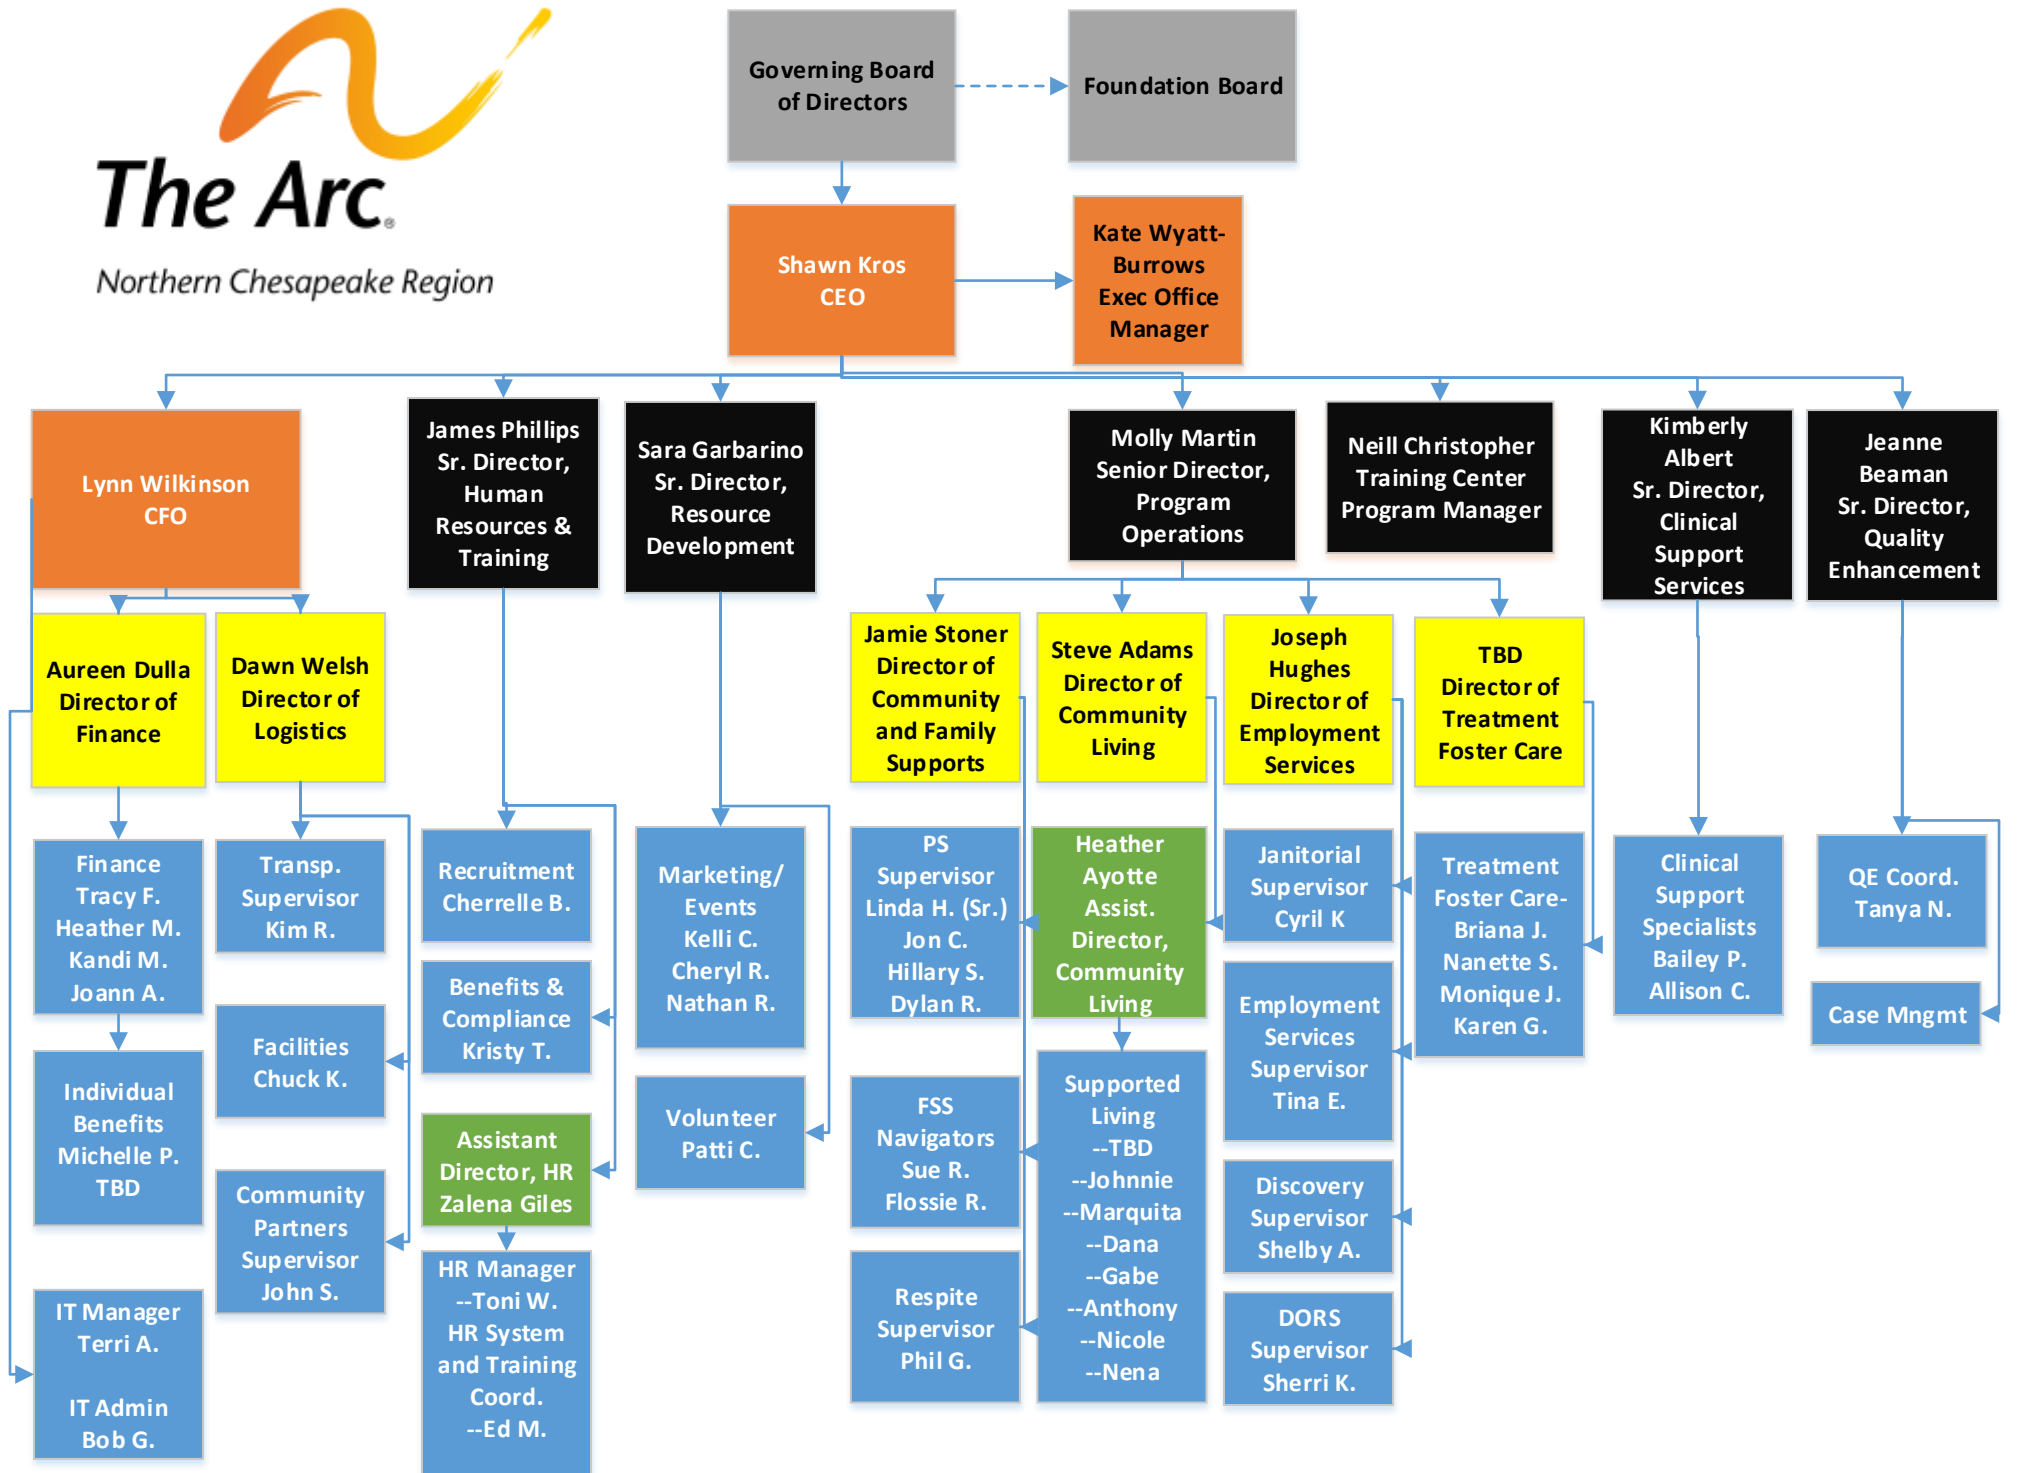 The Arc®
Northern Chesapeake Region
Governing Board
of Directors
Foundation Board
Shawn Kros
CEO
Kate Wyatt-
Burrows
Exec Office
Manager
Lynn Wilkinson
CFO
James Phillips
Sr. Director,
Human
Resources &
Training
Sara Garbarino
Sr. Director,
Resource
Development
Molly Martin
Senior Director,
Program
Operations
Neill Christopher
Training Center
Program Manager
Kimberly
Albert
Sr. Director,
Clinical
Support
Services
Jeanne
Beaman
Sr. Director,
Quality
Enhancement
Aureen Dulla
Director of
Finance
Dawn Welsh
Director of
Logistics
Jamie Stoner
Director of
Community
and Family
Supports
Steve Adams
Director of
Community
Living
Joseph
Hughes
Director of
Employment
Services
TBD
Director of
Treatment
Foster Care
Finance
Tracy F.
Heather M.
Kandi M.
Joann A.
Individual
Benefits
Michelle P.
TBD
IT Manager
Terri A.
IT Admin
Bob G.
Transp.
Supervisor
Kim R.
Facilities
Chuck K.
Community
Partners
Supervisor
John S.
Recruitment
Cherrelle B.
Benefits &
Compliance
Kristy T.
Assistant
Director, HR
Zalena Giles
HR Manager
--Toni W.
HR System
and Training
Coord.
--Ed M.
Marketing/
Events
Kelli C.
Cheryl R.
Nathan R.
Volunteer
Patti C.
PS
Supervisor
Linda H. (Sr.)
Jon C.
Hillary S.
Dylan R.
FSS
Navigators
Sue R.
Flossie R.
Respite
Supervisor
Phil G.
Heather
Ayotte
Assist.
Director,
Community
Living
Supported
Living
--TBD
--Johnnie
--Marquita
--Dana
--Gabe
--Anthony
--Nicole
--Nena
Janitorial
Supervisor
Cyril K
Employment
Services
Supervisor
Tina E.
Discovery
Supervisor
Shelby A.
DORS
Supervisor
Sherri K.
Treatment
Foster Care-
Briana J.
Nanette S.
Monique J.
Karen G.
Clinical
Support
Specialists
Bailey P.
Allison C.
QE Coord.
Tanya N.
Case Mngmt